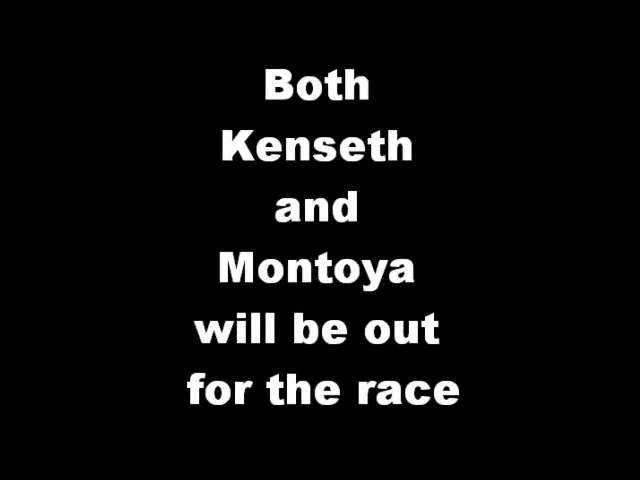 Both
Kenseth
and
Montoya
will be out
for the race